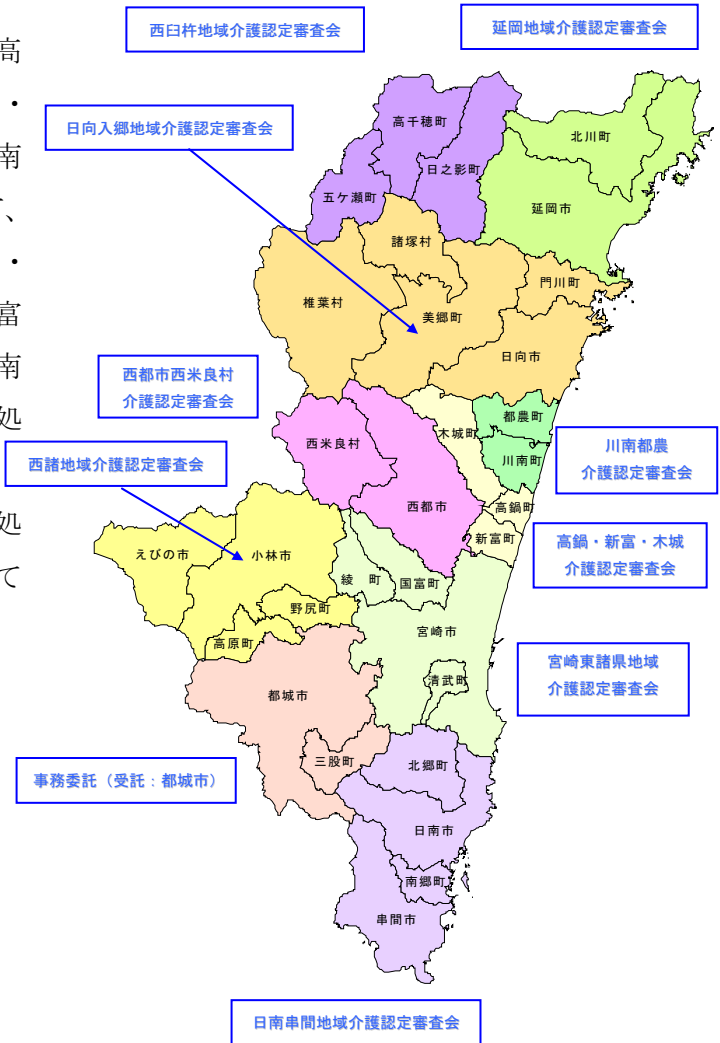 高
・
南
、
・
富
南
処
処
て
西臼杵地域介護認定審査会
延岡地域介護認定審査会
日向入郷地域介護認定審査会
高千穂町
日之影町
五ケ瀬町
北川町
延岡市
諸塚村
椎葉村
美郷町
門川町
日向市
西都市西米良村
介護認定審査会
西諸地域介護認定審査会
西米良村
西都市
木城町
都農町
川南町
川南都農
介護認定審査会
高鍋町
新富町
高鍋・新富・木城
介護認定審査会
えびの市
小林市
野尻町
高原町
綾 町
国富町
宮崎市
清武町
宮崎東諸県地域
介護認定審査会
都城市
三股町
事務委託（受託：都城市）
北郷町
日南市
南郷町
串間市
日南串間地域介護認定審査会